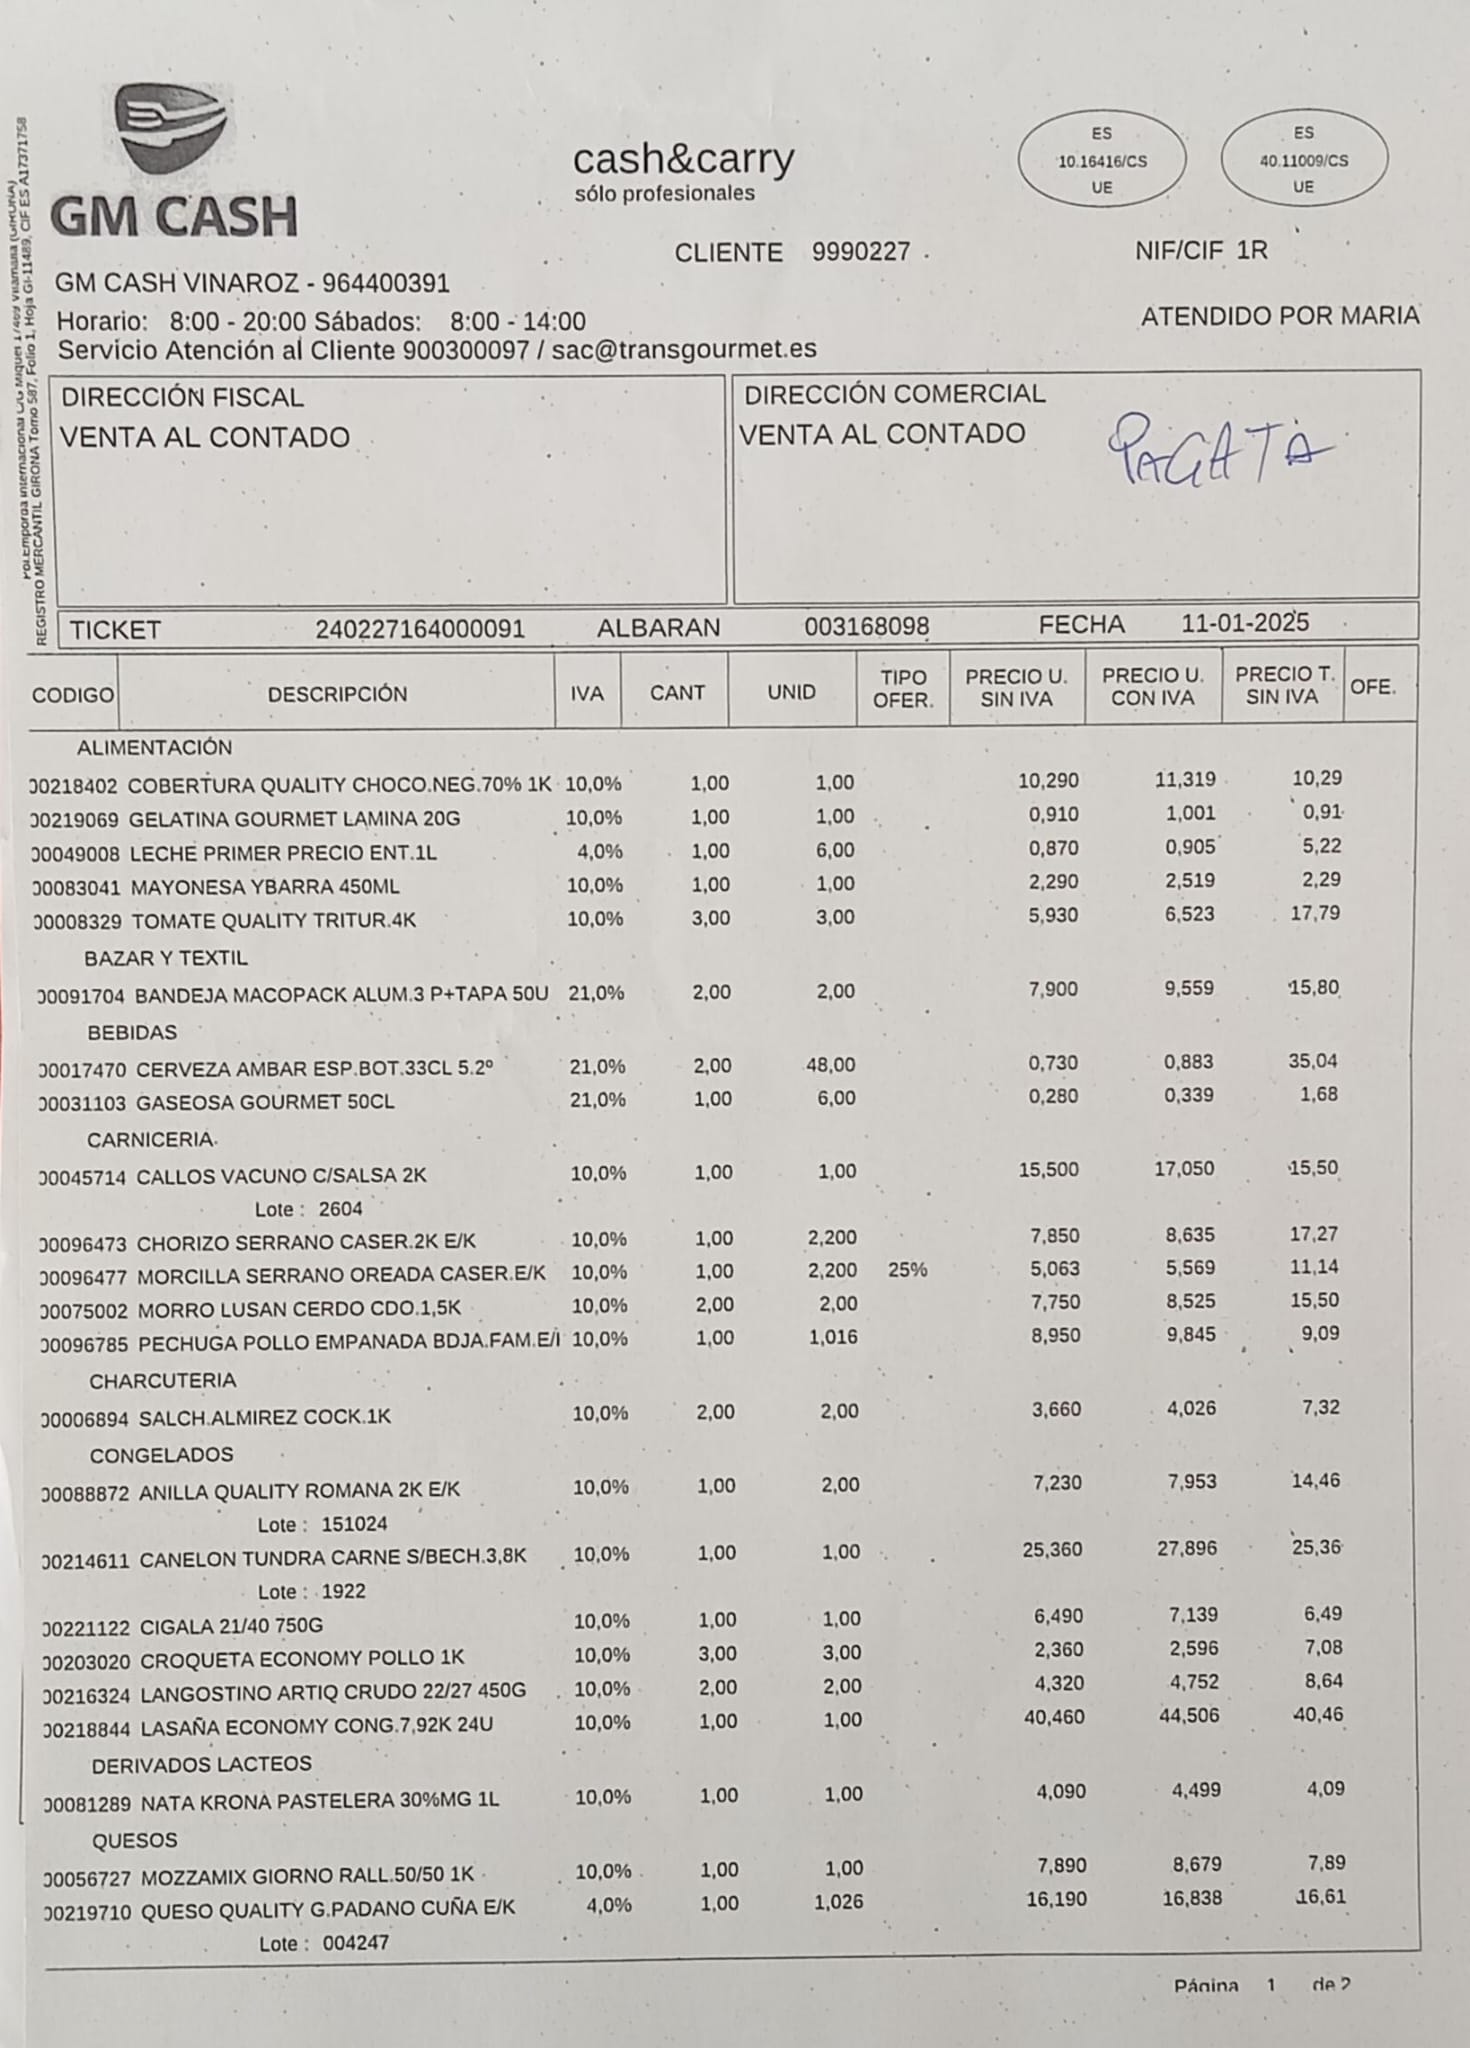 GM CASH
cash&carry
sólo profesionales
ES
10.16416/CS
UE
ES
40.11009/CS
UE
CLIENTE 9990227
NIF/CIF 1R
GM CASH VINAROZ - 964400391
Horario: 8:00 - 20:00 Sábados: 8:00 - 14:00
ATENDIDO POR MARIA
Servicio Atención al Cliente 900300097 / sac@transgourmet.es
REGISTRO MERCANTIL GIRONA Tomo 587, Folio 1, Hoja GI-11489, CIF ES A17371758
DIRECCIÓN FISCAL
VENTA AL CONTADO
DIRECCIÓN COMERCIAL
VENTA AL CONTADO
PAGATA
TICKET 240227164000091 ALBARAN 003168098 FECHA 11-01-2025
CODIGO DESCRIPCIÓN IVA CANT UNID TIPO OFER. PRECIO U. SIN IVA PRECIO U. CON IVA PRECIO T. SIN IVA OFE.
ALIMENTACIÓN
00218402 COBERTURA QUALITY CHOCO.NEG.70% 1K 10,0% 1,00 1,00 10,290 11,319 10,29
00219069 GELATINA GOURMET LAMINA 20G 10,0% 1,00 1,00 0,910 1,001 0,91
00049008 LECHE PRIMER PRECIO ENT.1L 4,0% 1,00 6,00 0,870 0,905 5,22
00083041 MAYONESA YBARRA 450ML 10,0% 1,00 1,00 2,290 2,519 2,29
00008329 TOMATE QUALITY TRITUR.4K 10,0% 3,00 3,00 5,930 6,523 17,79
BAZAR Y TEXTIL
00091704 BANDEJA MACOPACK ALUM.3 P+TAPA 50U 21,0% 2,00 2,00 7,900 9,559 15,80
BEBIDAS
00017470 CERVEZA AMBAR ESP.BOT.33CL 5.2º 21,0% 2,00 48,00 0,730 0,883 35,04
00031103 GASEOSA GOURMET 50CL 21,0% 1,00 6,00 0,280 0,339 1,68
CARNICERIA
00045714 CALLOS VACUNO C/SALSA 2K 10,0% 1,00 1,00 15,500 17,050 15,50
Lote : 2604
00096473 CHORIZO SERRANO CASER.2K E/K 10,0% 1,00 2,200 7,850 8,635 17,27
00096477 MORCILLA SERRANO OREADA CASER.E/K 10,0% 1,00 2,200 25% 5,063 5,569 11,14
00075002 MORRO LUSAN CERDO CDO.1,5K 10,0% 2,00 2,00 7,750 8,525 15,50
00096785 PECHUGA POLLO EMPANADA BDJA.FAM.E/I 10,0% 1,00 1,016 8,950 9,845 9,09
CHARCUTERIA
00006894 SALCH.ALMIREZ COCK.1K 10,0% 2,00 2,00 3,660 4,026 7,32
CONGELADOS
00088872 ANILLA QUALITY ROMANA 2K E/K 10,0% 1,00 2,00 7,230 7,953 14,46
Lote : 151024
00214611 CANELON TUNDRA CARNE S/BECH.3,8K 10,0% 1,00 1,00 25,360 27,896 25,36
Lote : 1922
00221122 CIGALA 21/40 750G 10,0% 1,00 1,00 6,490 7,139 6,49
00203020 CROQUETA ECONOMY POLLO 1K 10,0% 3,00 3,00 2,360 2,596 7,08
00216324 LANGOSTINO ARTIQ CRUDO 22/27 450G 10,0% 2,00 2,00 4,320 4,752 8,64
00218844 LASAÑA ECONOMY CONG.7,92K 24U 10,0% 1,00 1,00 40,460 44,506 40,46
DERIVADOS LACTEOS
00081289 NATA KRONA PASTELERA 30%MG 1L 10,0% 1,00 1,00 4,090 4,499 4,09
QUESOS
00056727 MOZZAMIX GIORNO RALL.50/50 1K 10,0% 1,00 1,00 7,890 8,679 7,89
00219710 QUESO QUALITY G.PADANO CUÑA E/K 4,0% 1,00 1,026 16,190 16,838 16,61
Lote : 004247
Página 1 de 2